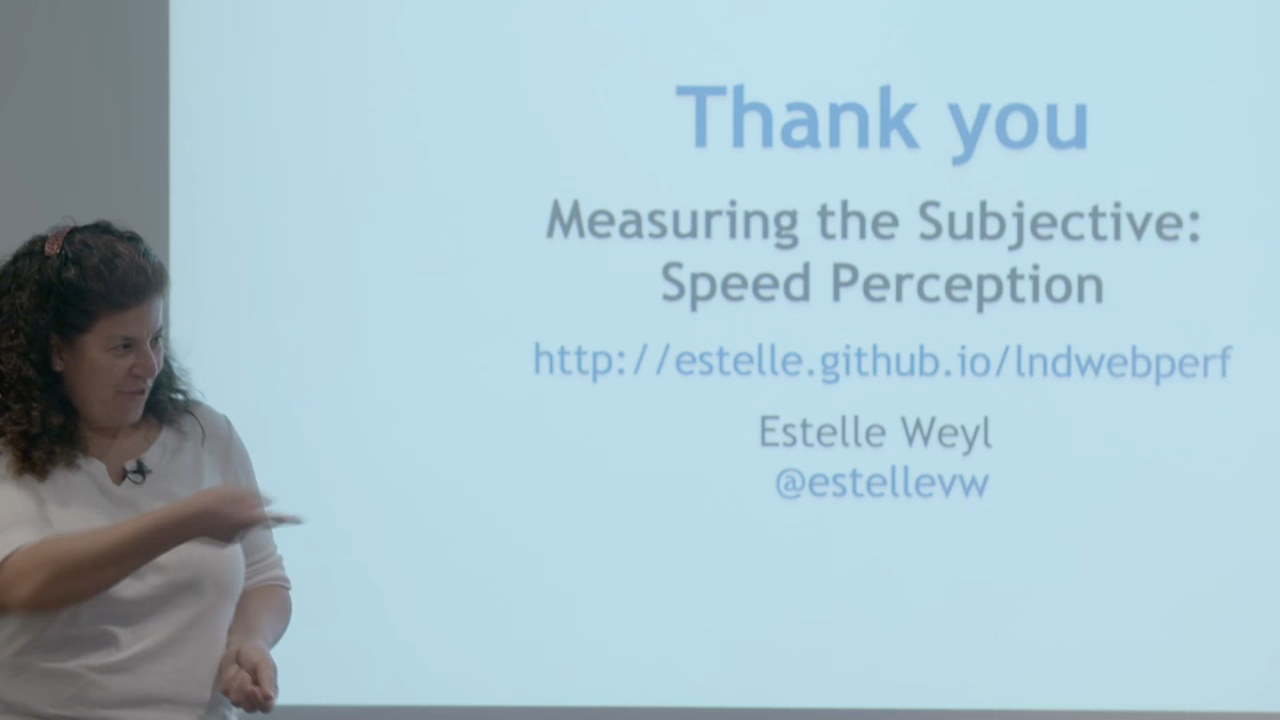 Thank you
Measuring the Subjective:
Speed Perception
http://estelle.github.io/lndwebperf
Estelle Weyl
@estellevw